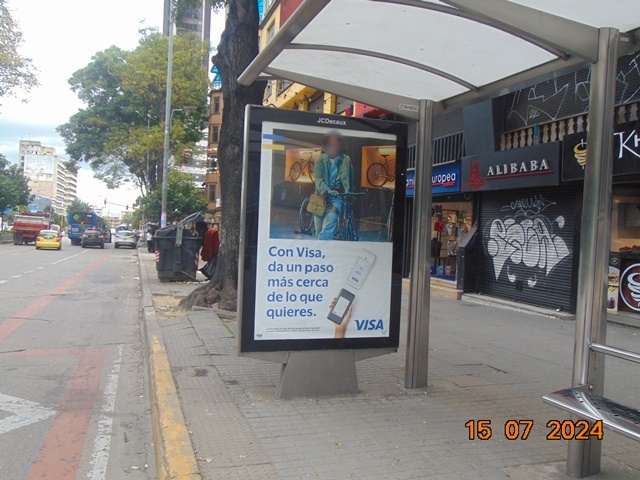 JCDecaux
Con Visa,
da un paso
más cerca
de lo que
quieres.
VISA
europea
ALIBABA
15 07 2024